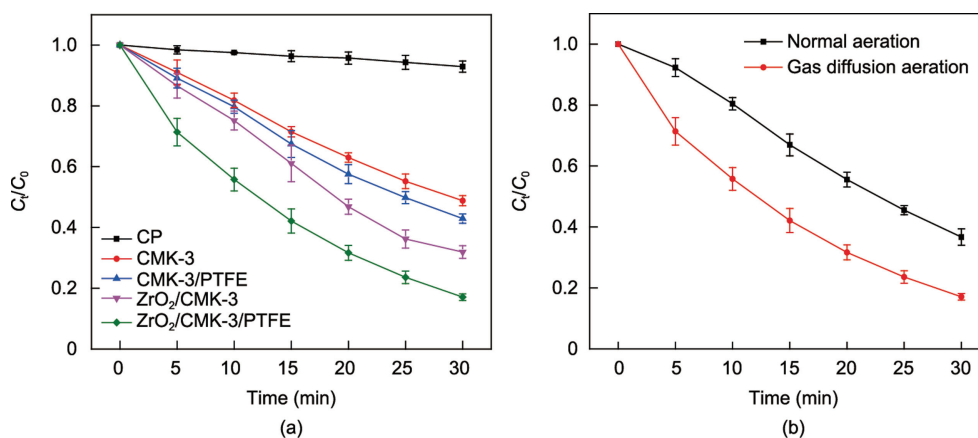 1.0
0.8
0.6
0.4
0.2
0
Cₜ/C₀
CP
CMK-3
CMK-3/PTFE
ZrO₂/CMK-3
ZrO₂/CMK-3/PTFE
0 5 10 15 20 25 30
Time (min)
(a)
1.0
0.8
0.6
0.4
0.2
0
Cₜ/C₀
Normal aeration
Gas diffusion aeration
0 5 10 15 20 25 30
Time (min)
(b)